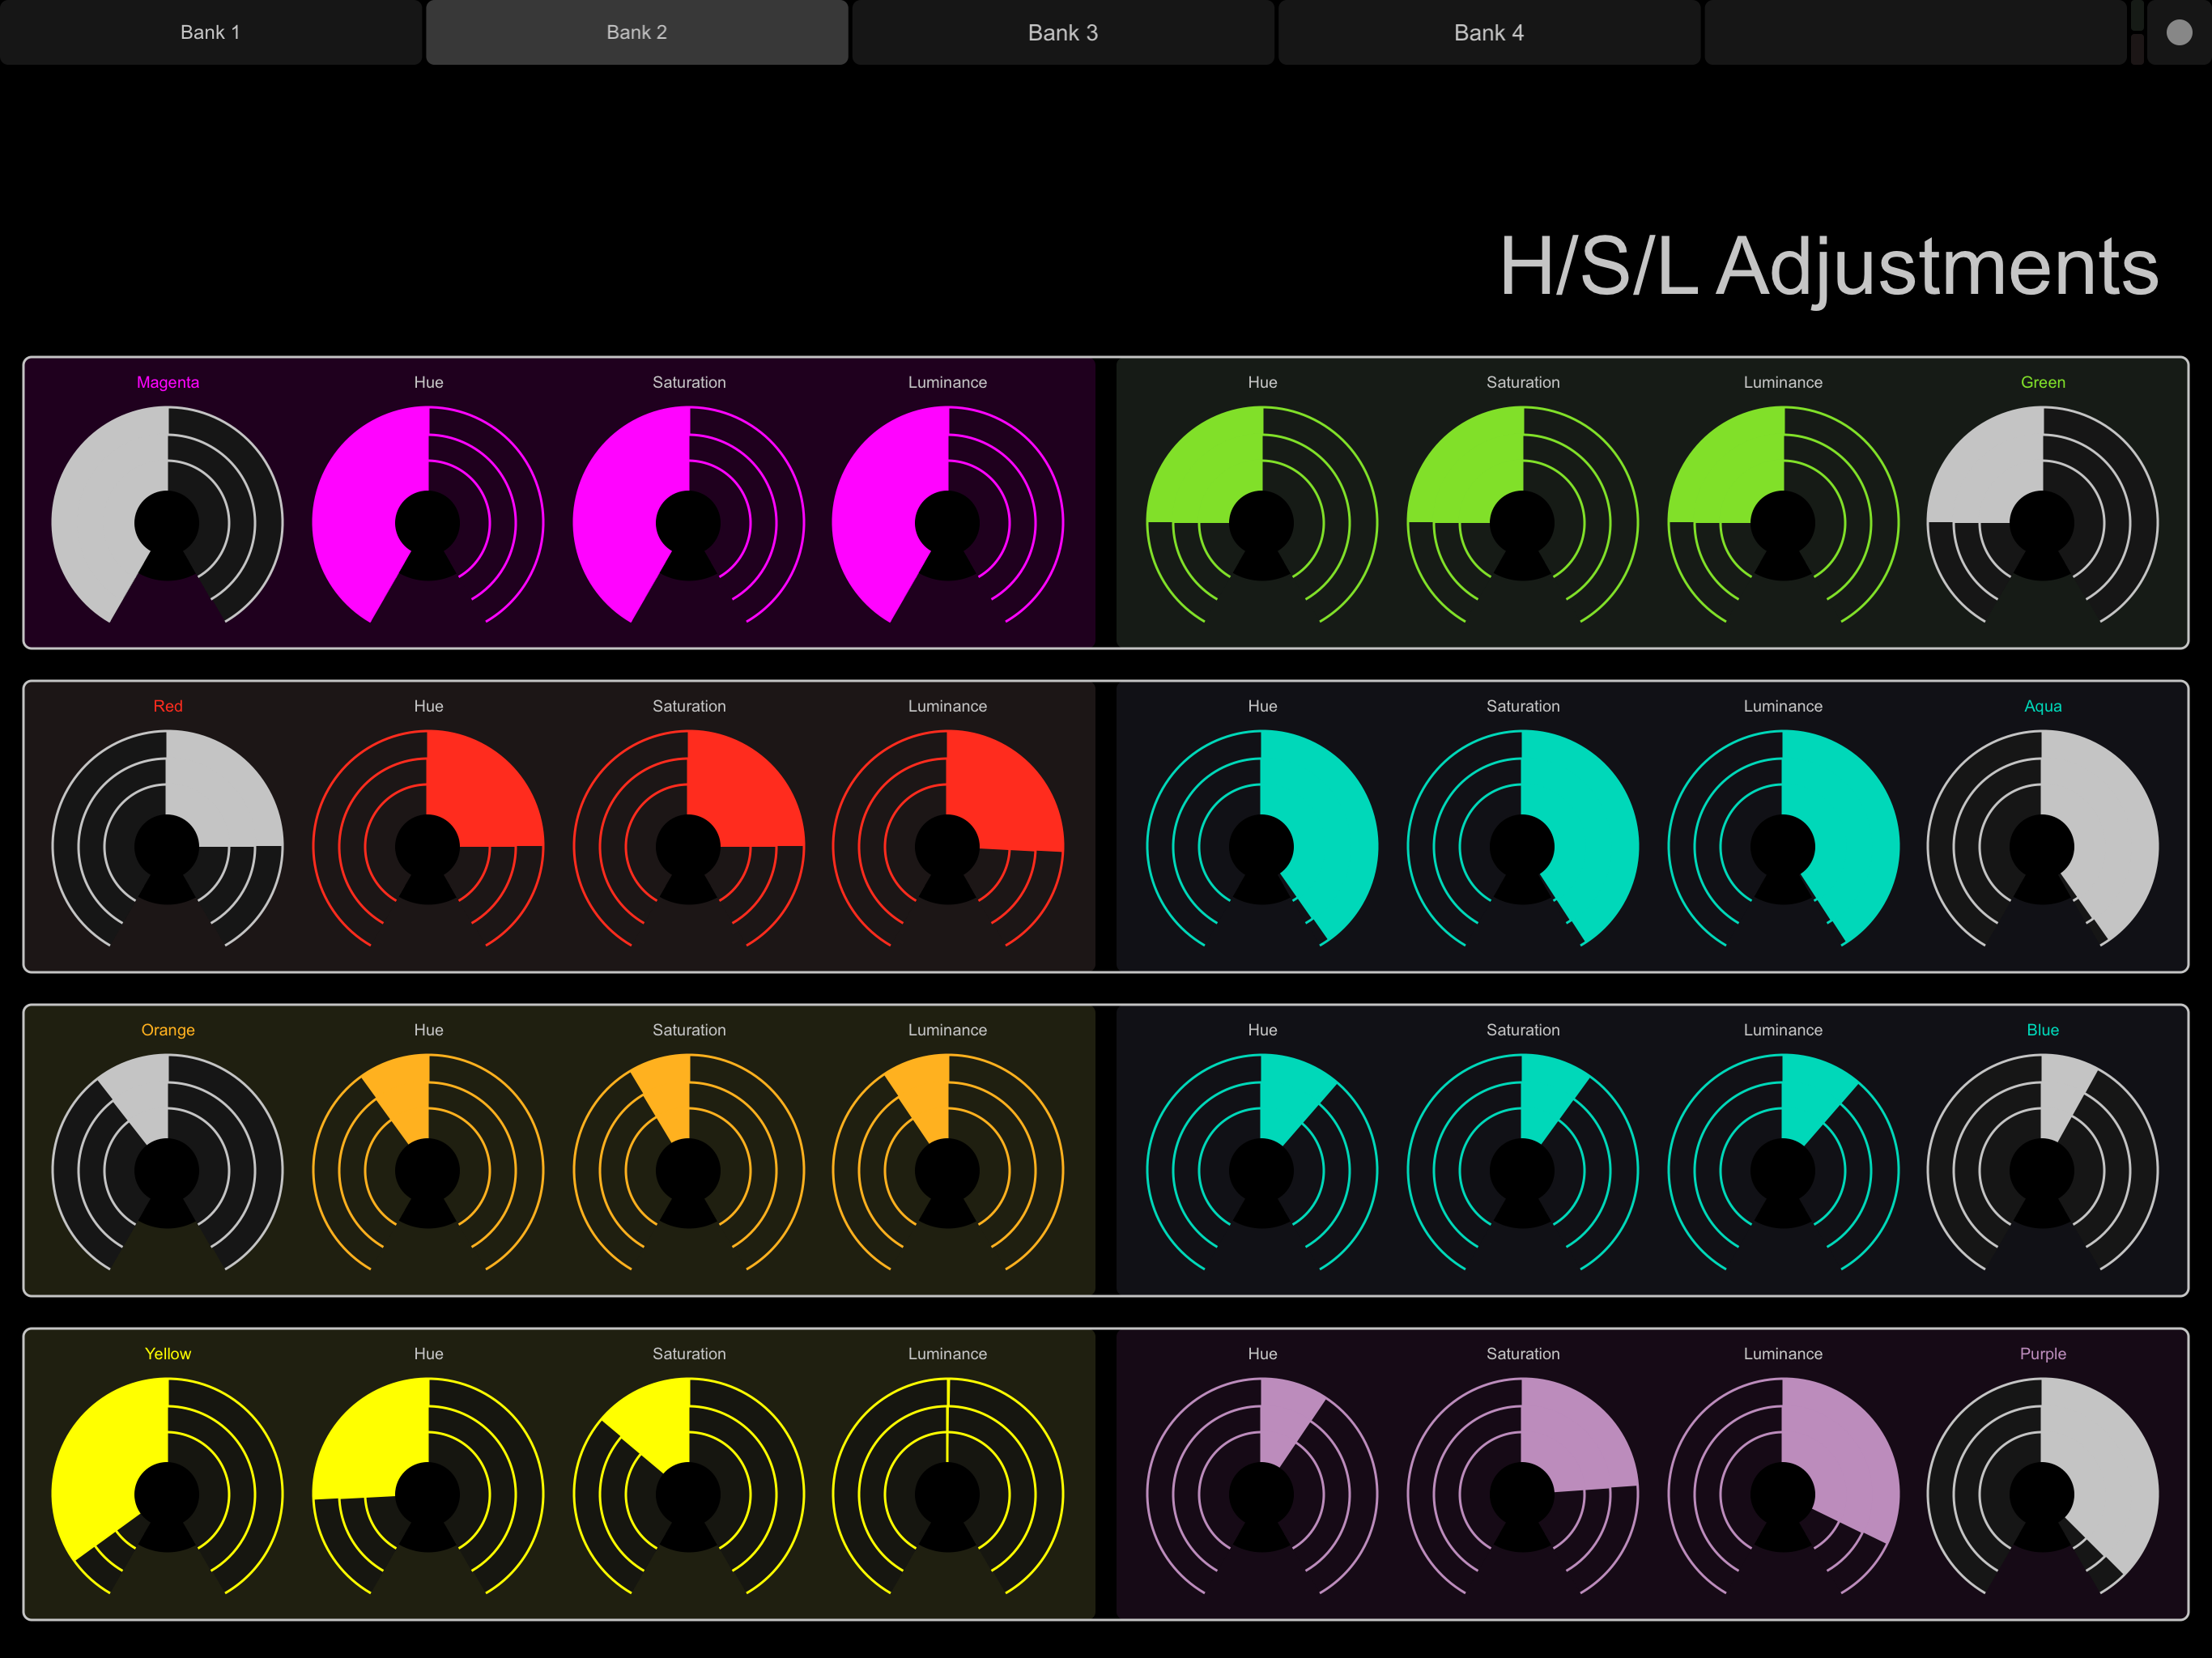 Bank 1 Bank 2 Bank 3 Bank 4
H/S/L Adjustments
Magenta Hue Saturation Luminance Hue Saturation Luminance Green
Red Hue Saturation Luminance Hue Saturation Luminance Aqua
Orange Hue Saturation Luminance Hue Saturation Luminance Blue
Yellow Hue Saturation Luminance Hue Saturation Luminance Purple